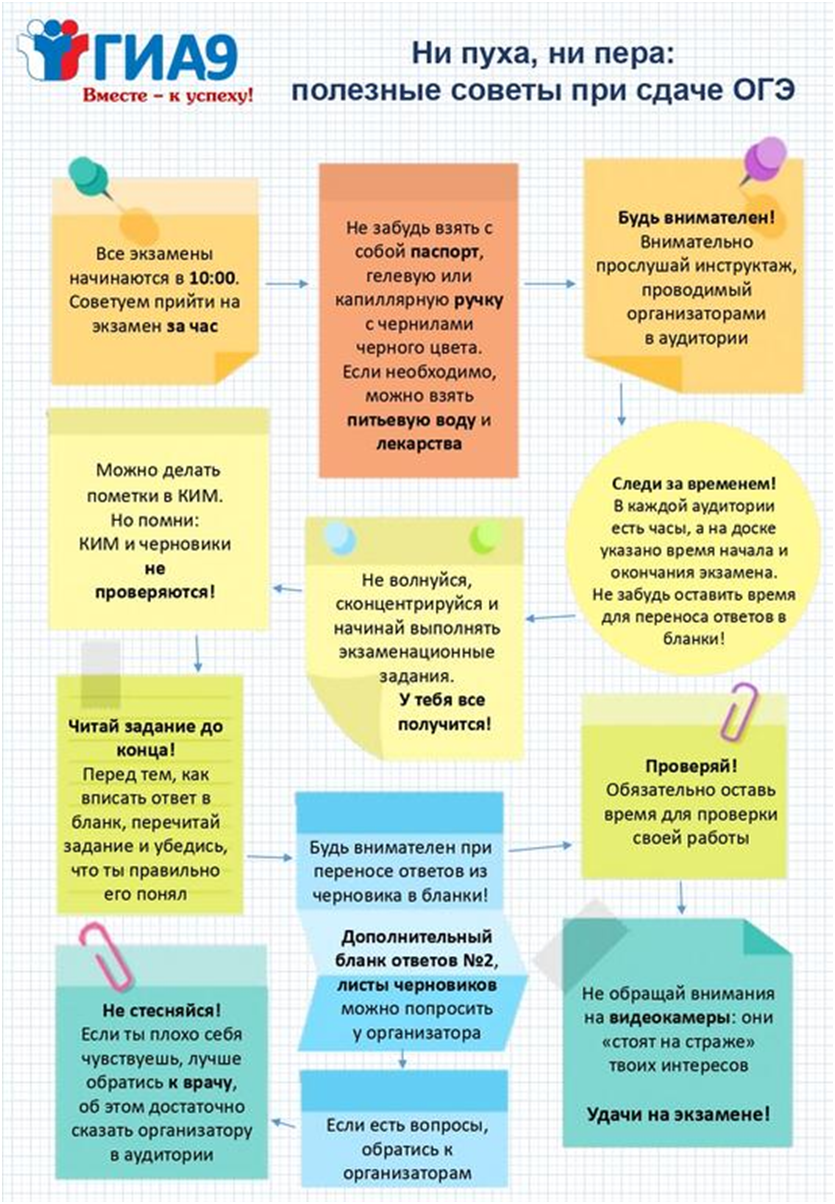 ГИА9
Вместе – к успеху!
Ни пуха, ни пера:
полезные советы при сдаче ОГЭ
Все экзамены
начинаются в 10:00.
Советуем прийти на
экзамен за час
Не забудь взять с
собой паспорт,
гелевую или
капиллярную ручку
с чернилами
черного цвета.
Если необходимо,
можно взять
питьевую воду и
лекарства
Будь внимателен!
Внимательно
прослушай инструктаж,
проводимый
организаторами
в аудитории
Следи за временем!
В каждой аудитории
есть часы, а на доске
указано время начала и
окончания экзамена.
Не забудь оставить время
для переноса ответов в
бланки!
Не волнуйся,
сконцентрируйся и
начинай выполнять
экзаменационные
задания.
У тебя все
получится!
Можно делать
пометки в КИМ.
Но помни:
КИМ и черновики
не
проверяются!
Читай задание до
конца!
Перед тем, как
вписать ответ в
бланк, перечитай
задание и убедись,
что ты правильно
его понял
Будь внимателен при
переносе ответов из
черновика в бланки!
Дополнительный
бланк ответов №2,
листы черновиков
можно попросить
у организатора
Проверяй!
Обязательно оставь
время для проверки
своей работы
Не обращай внимания
на видеокамеры: они
«стоят на страже»
твоих интересов
Удачи на экзамене!
Если есть вопросы,
обратись к
организаторам
Не стесняйся!
Если ты плохо себя
чувствуешь, лучше
обратись к врачу,
об этом достаточно
сказать организатору
в аудитории